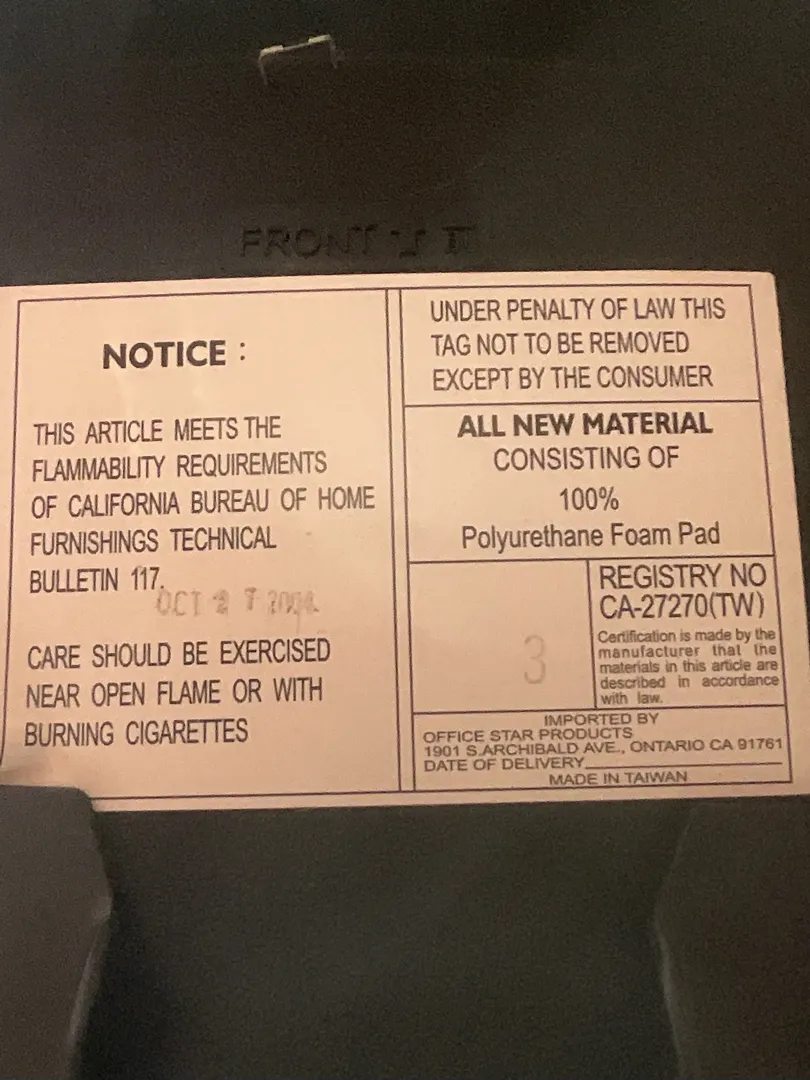 FRONT
NOTICE :
THIS ARTICLE MEETS THE
FLAMMABILITY REQUIREMENTS
OF CALIFORNIA BUREAU OF HOME
FURNISHINGS TECHNICAL
BULLETIN 117.
OCT 2 7
CARE SHOULD BE EXERCISED
NEAR OPEN FLAME OR WITH
BURNING CIGARETTES
UNDER PENALTY OF LAW THIS
TAG NOT TO BE REMOVED
EXCEPT BY THE CONSUMER
ALL NEW MATERIAL
CONSISTING OF
100%
Polyurethane Foam Pad
3
REGISTRY NO
CA-27270(TW)
Certification is made by the
manufacturer that the
materials in this article are
described in accordance
with law.
IMPORTED BY
OFFICE STAR PRODUCTS
1901 S.ARCHIBALD AVE., ONTARIO CA 91761
DATE OF DELIVERY
MADE IN TAIWAN